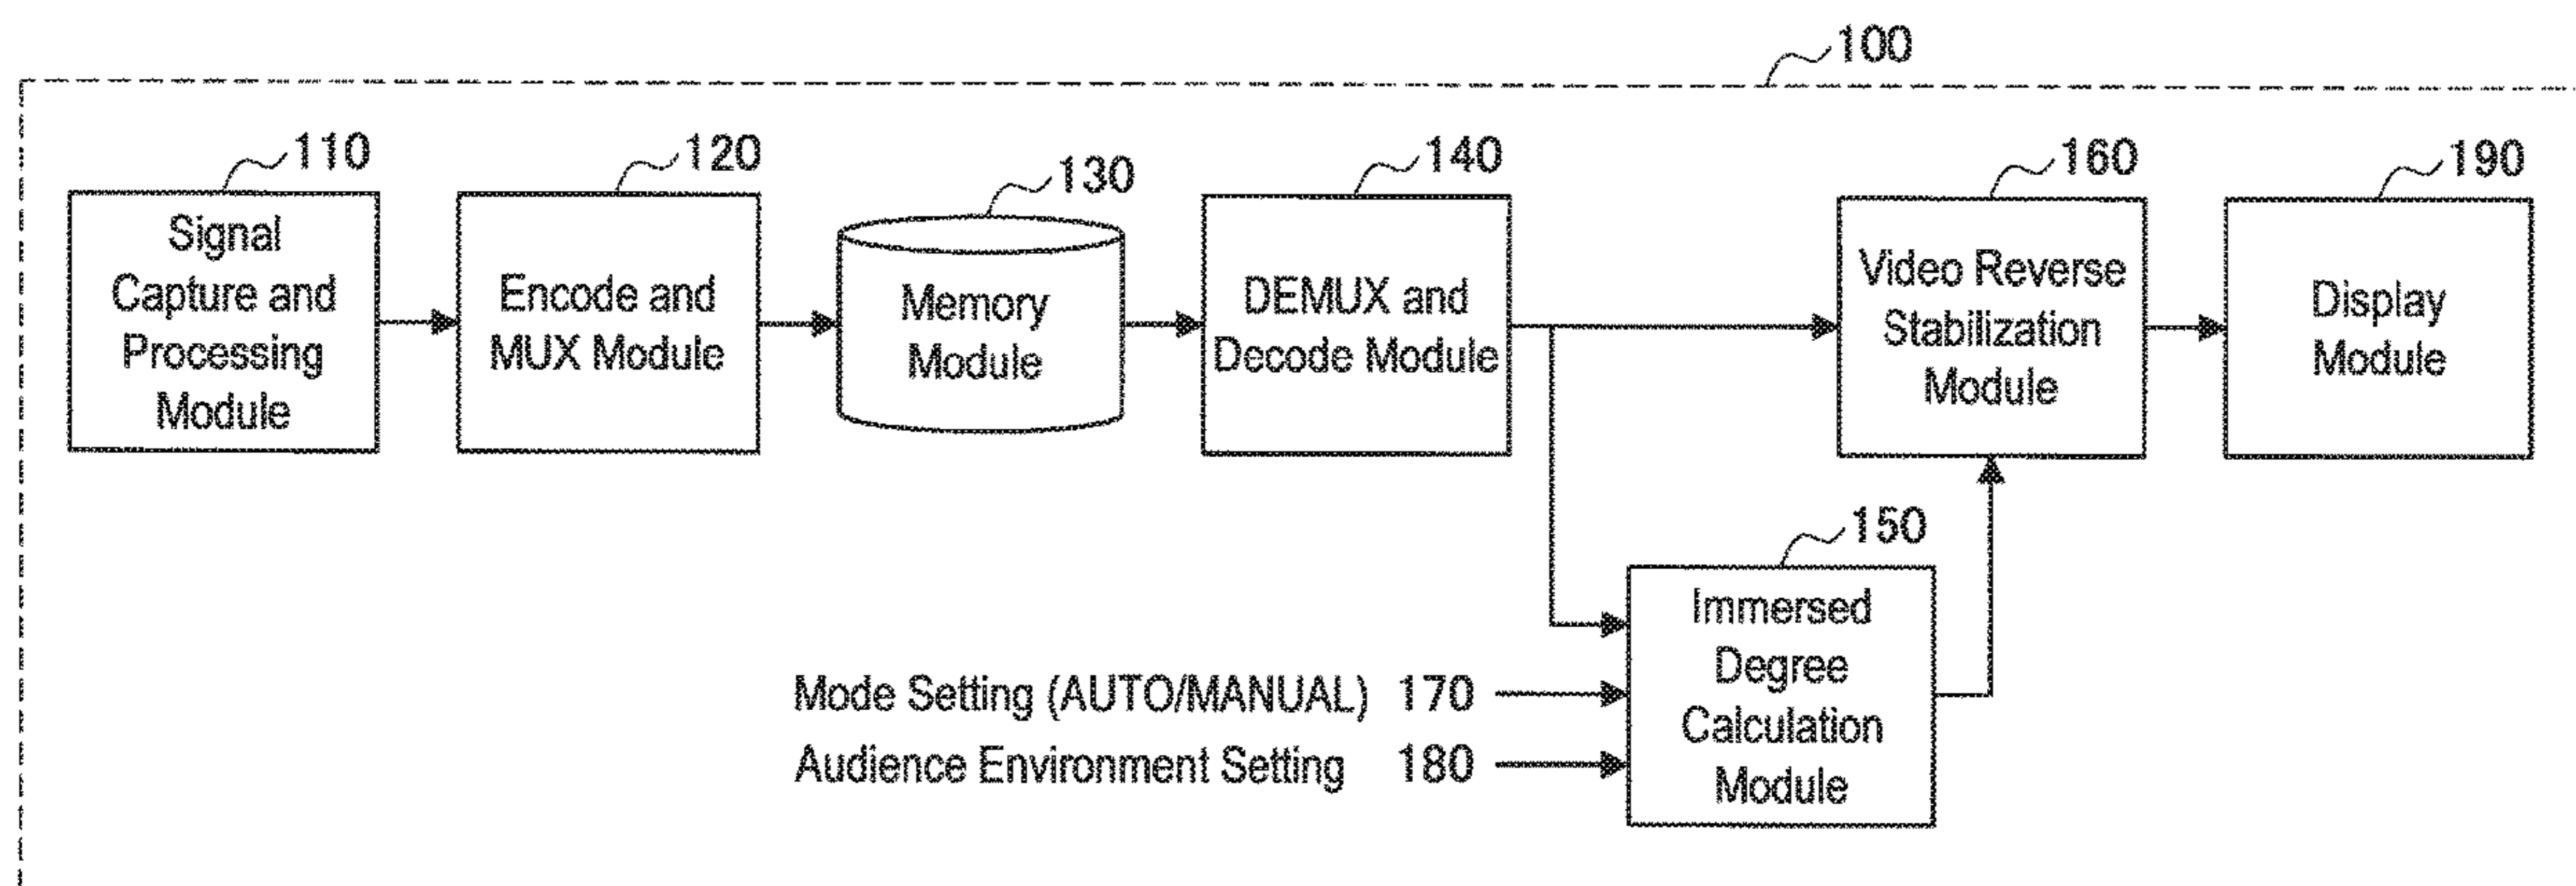 100
110
Signal
Capture and
Processing
Module
120
Encode and
MUX Module
130
Memory
Module
140
DEMUX and
Decode Module
160
Video Reverse
Stabilization
Module
190
Display
Module
150
Immersed
Degree
Calculation
Module
Mode Setting (AUTO/MANUAL) 170
Audience Environment Setting 180